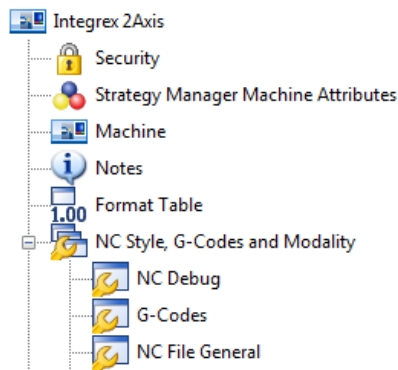 Integrex 2Axis
Security
Strategy Manager Machine Attributes
Machine
Notes
1.00 Format Table
NC Style, G-Codes and Modality
NC Debug
G-Codes
NC File General